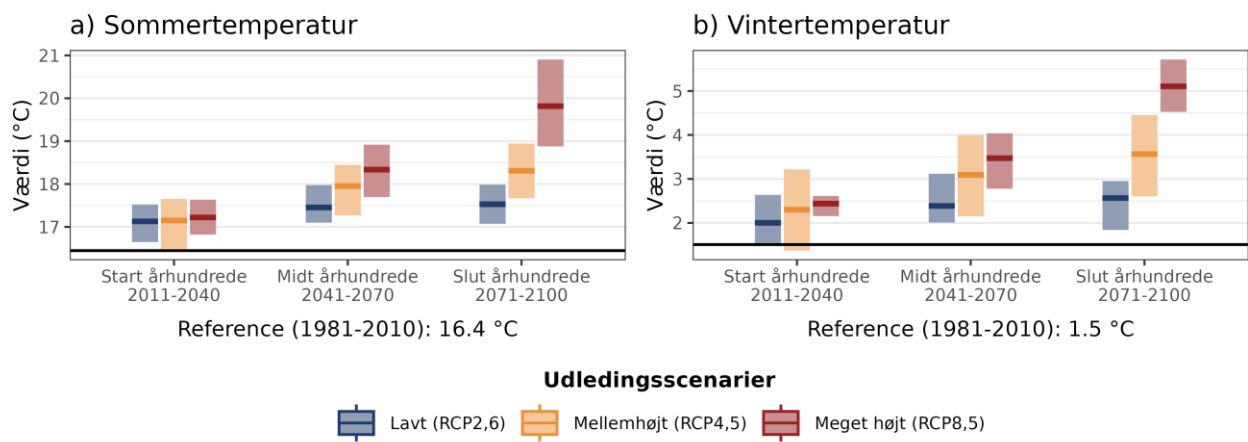 a) Sommertemperatur
b) Vintertemperatur
Værdi (°C)
21
20
19
18
17
Start århundrede
2011-2040
Midt århundrede
2041-2070
Slut århundrede
2071-2100
Reference (1981-2010): 16.4 °C
Værdi (°C)
5
4
3
2
Start århundrede
2011-2040
Midt århundrede
2041-2070
Slut århundrede
2071-2100
Reference (1981-2010): 1.5 °C
Udledingsscenarier
Lavt (RCP2,6)
Mellemhøjt (RCP4,5)
Meget højt (RCP8,5)